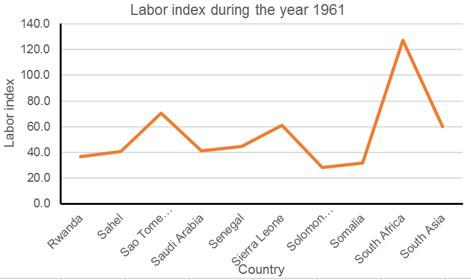 Labor index during the year 1961
140.0
120.0
100.0
80.0
60.0
40.0
20.0
0.0
Labor index
Rwanda
Sahel
Sao Tome...
Saudi Arabia
Senegal
Sierra Leone
Solomon...
Somalia
South Africa
South Asia
Country